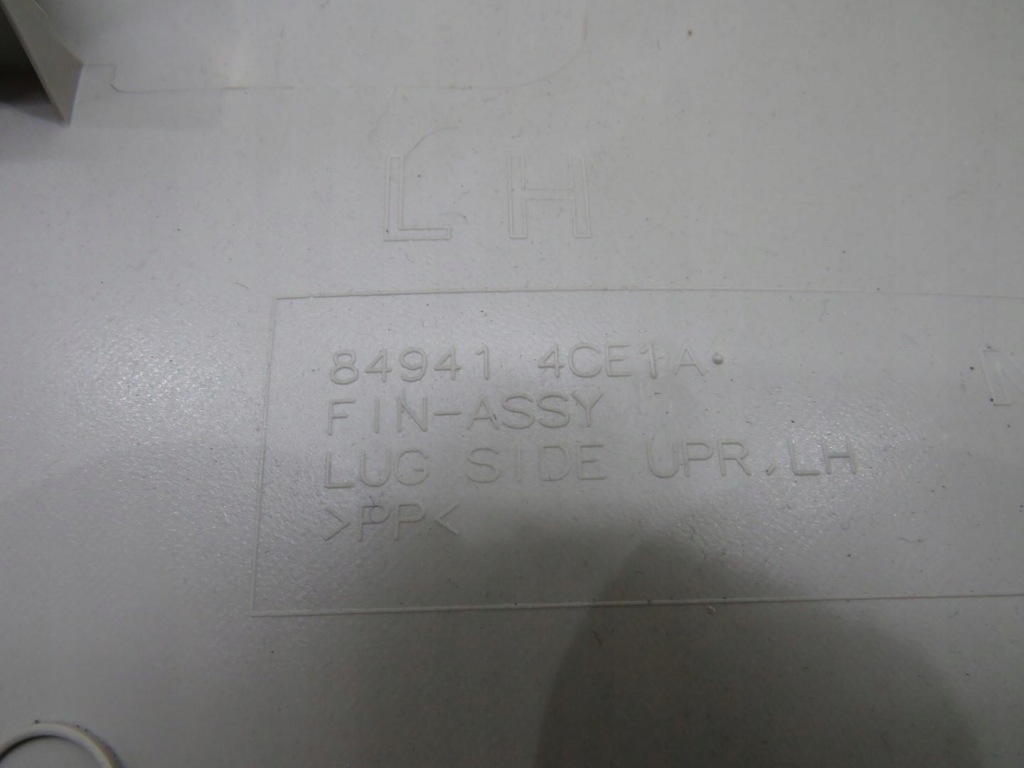 LH
84941 4CE1A
FIN-ASSY
LUG SIDE UPR,LH
>PP<